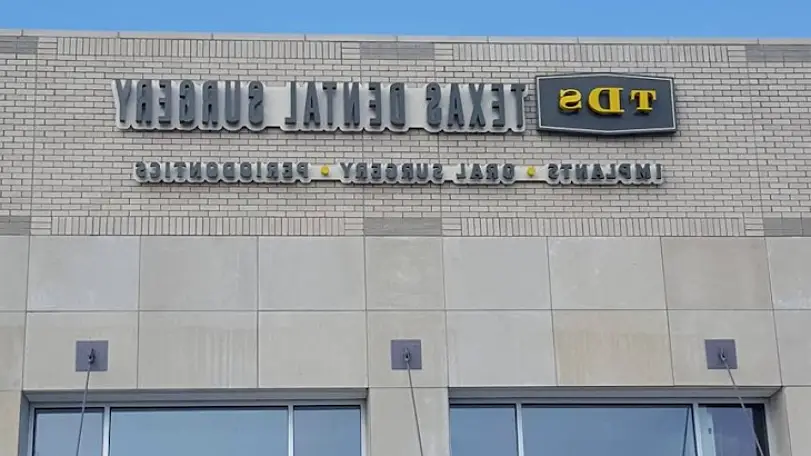 TDS TEXAS DENTAL SURGERY
IMPLANTS • ORAL SURGERY • PERIODONTICS